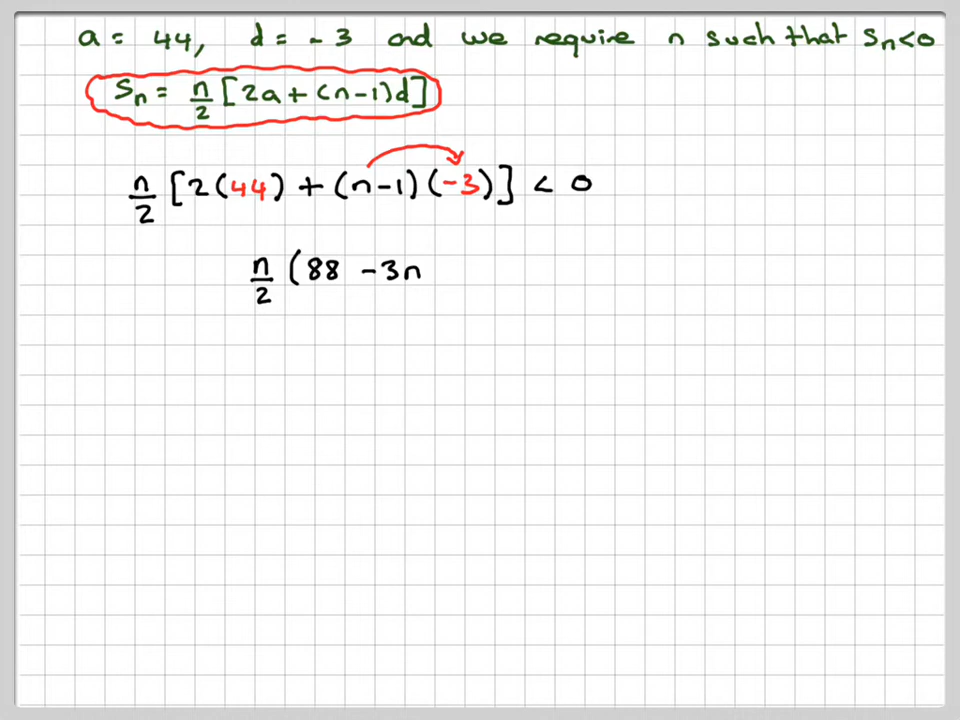 a = 44, d = - 3 and we require n such that Sn<0
Sn = n/2 [2a + (n-1)d]
n/2 [2(44) + (n-1)(-3)] < 0
n/2 (88 -3n